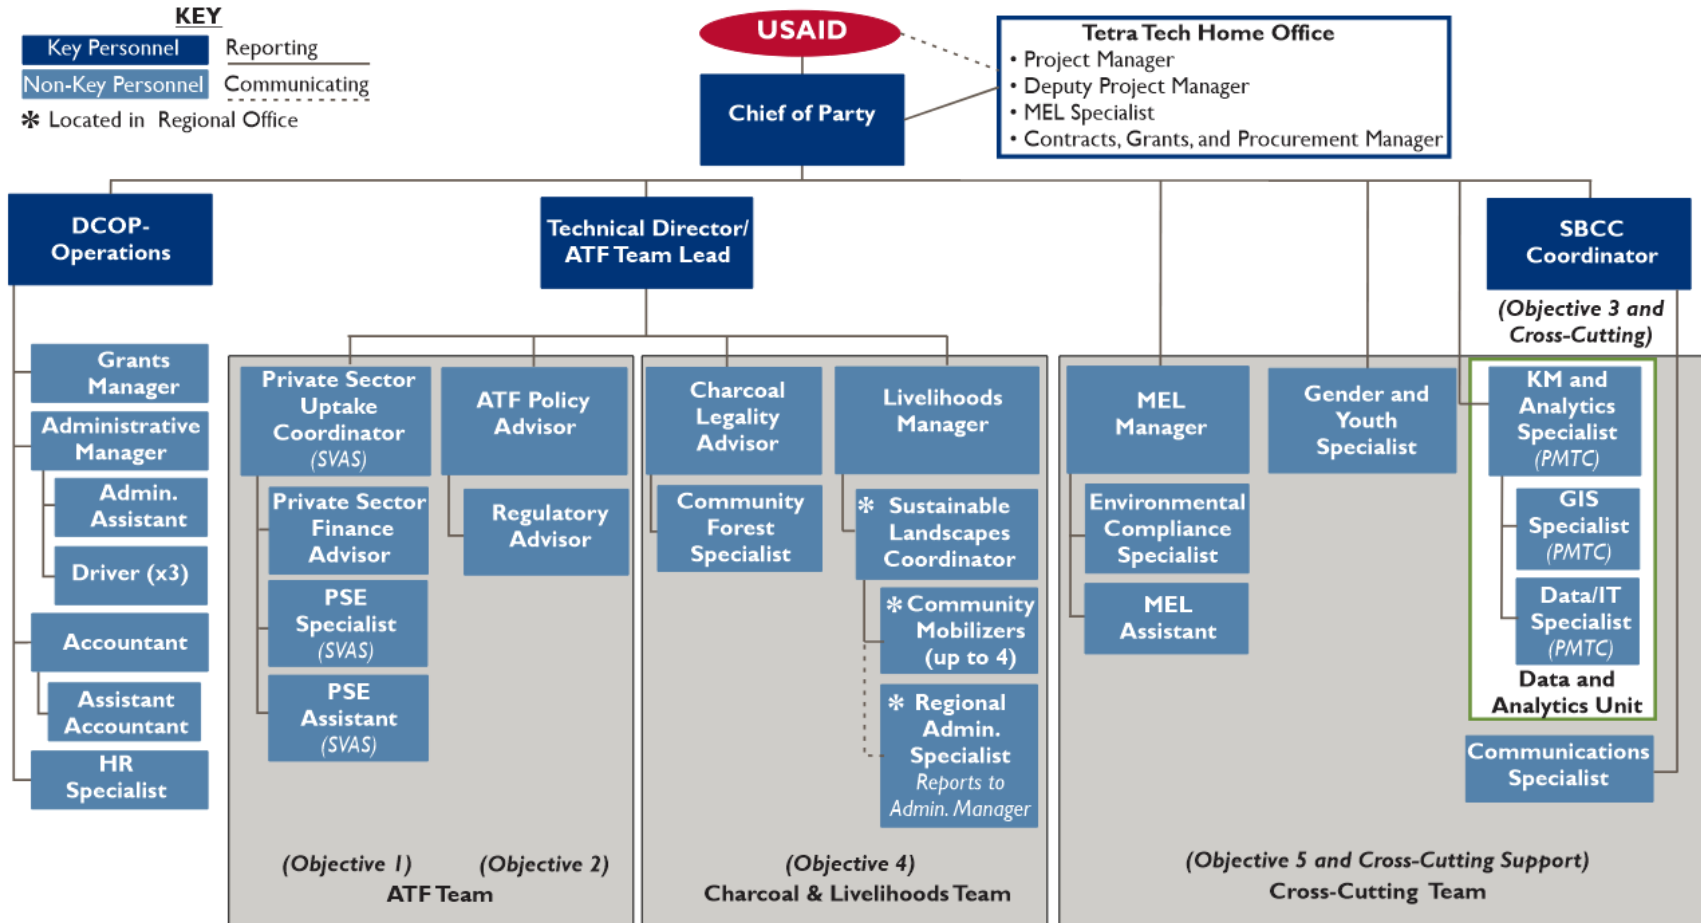 KEY
Key Personnel
Reporting
Non-Key Personnel
Communicating
* Located in Regional Office
USAID
Chief of Party
Tetra Tech Home Office
• Project Manager
• Deputy Project Manager
• MEL Specialist
• Contracts, Grants, and Procurement Manager
DCOP-
Operations
Technical Director/
ATF Team Lead
SBCC
Coordinator
(Objective 3 and
Cross-Cutting)
Grants
Manager
Administrative
Manager
Admin.
Assistant
Driver (x3)
Accountant
Assistant
Accountant
HR
Specialist
Private Sector
Uptake
Coordinator
(SVAS)
Private Sector
Finance
Advisor
PSE
Specialist
(SVAS)
PSE
Assistant
(SVAS)
ATF Policy
Advisor
Regulatory
Advisor
(Objective 1)
(Objective 2)
ATF Team
Charcoal
Legality
Advisor
Community
Forest
Specialist
Livelihoods
Manager
* Sustainable
Landscapes
Coordinator
* Community
Mobilizers
(up to 4)
* Regional
Admin.
Specialist
Reports to
Admin. Manager
(Objective 4)
Charcoal & Livelihoods Team
MEL
Manager
Environmental
Compliance
Specialist
MEL
Assistant
Gender and
Youth
Specialist
KM and
Analytics
Specialist
(PMTC)
GIS
Specialist
(PMTC)
Data/IT
Specialist
(PMTC)
Data and
Analytics Unit
Communications
Specialist
(Objective 5 and Cross-Cutting Support)
Cross-Cutting Team